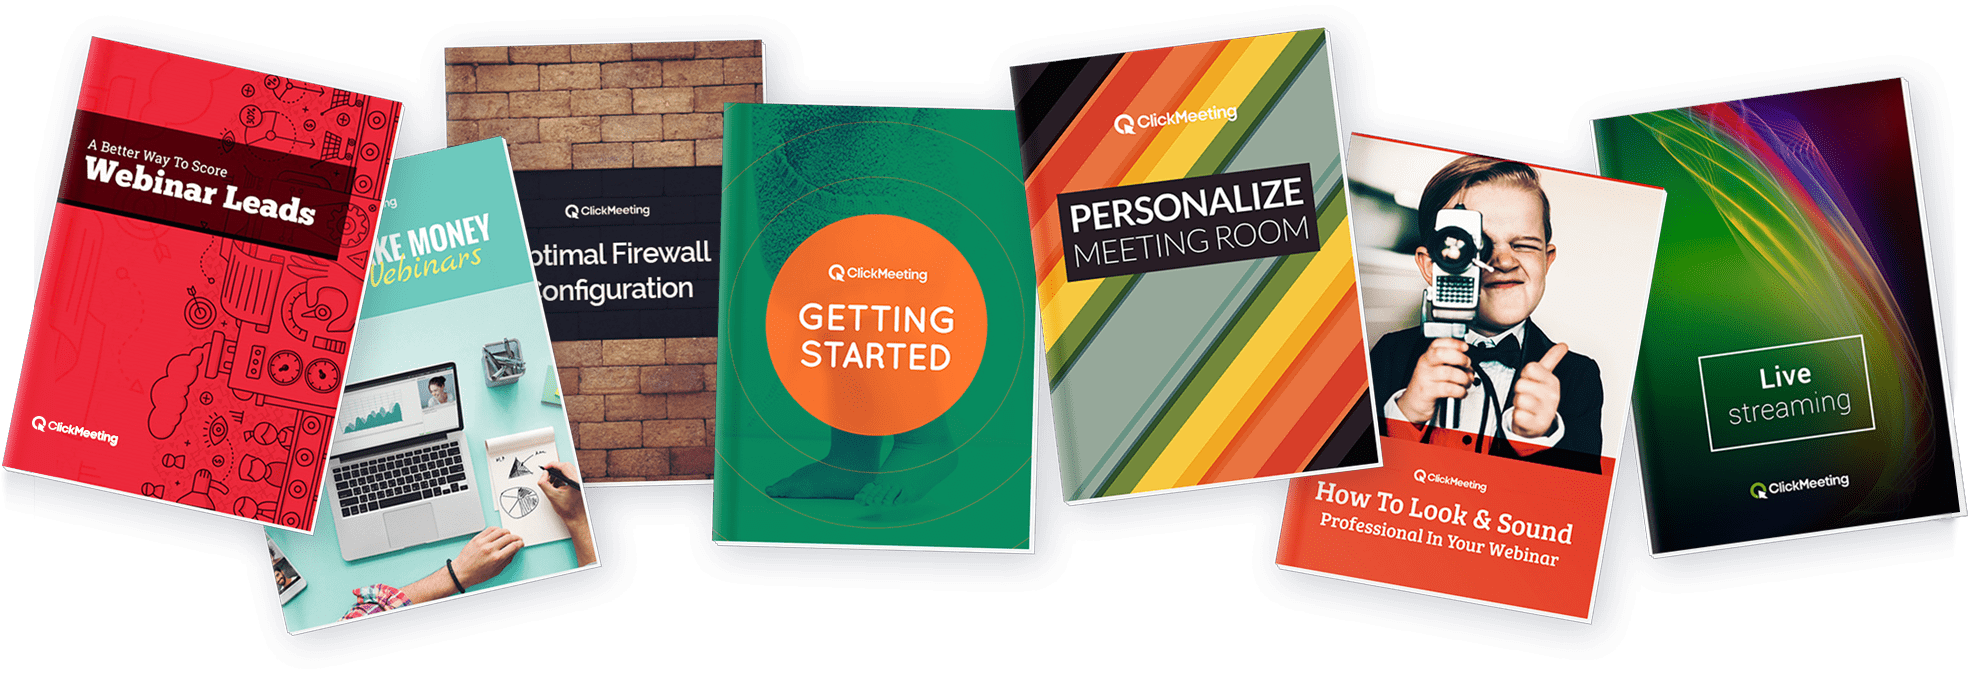 A Better Way To Score
Webinar Leads
ClickMeeting
KE MONEY
Webinars
ClickMeeting
ptimal Firewall
onfiguration
ClickMeeting
GETTING
STARTED
ClickMeeting
PERSONALIZE
MEETING ROOM
ClickMeeting
How To Look & Sound
Professional In Your Webinar
Live
streaming
ClickMeeting